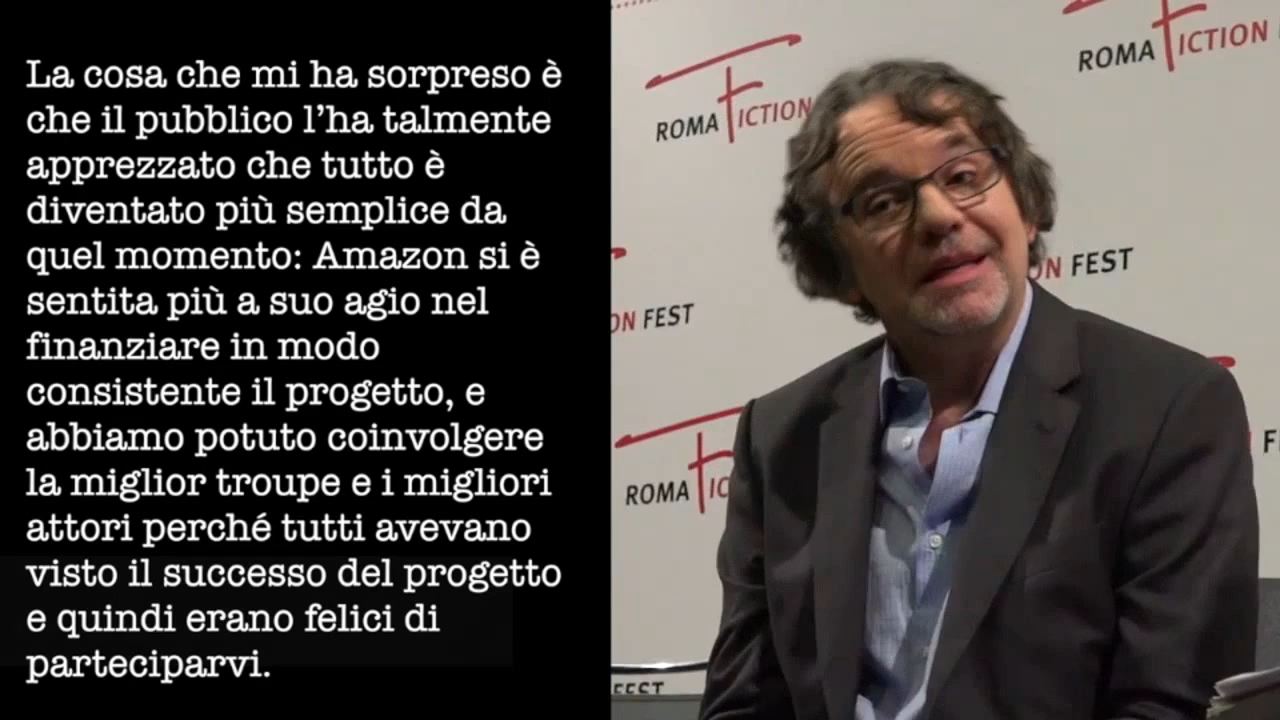 La cosa che mi ha sorpreso è
che il pubblico l’ha talmente
apprezzato che tutto è
diventato più semplice da
quel momento: Amazon si è
sentita più a suo agio nel
finanziare in modo
consistente il progetto, e
abbiamo potuto coinvolgere
la miglior troupe e i migliori
attori perché tutti avevano
visto il successo del progetto
e quindi erano felici di
parteciparvi.
ROMA FICTION
ROMA FICTION
ON FEST
ON FEST
ROMA FIC
F
FEST